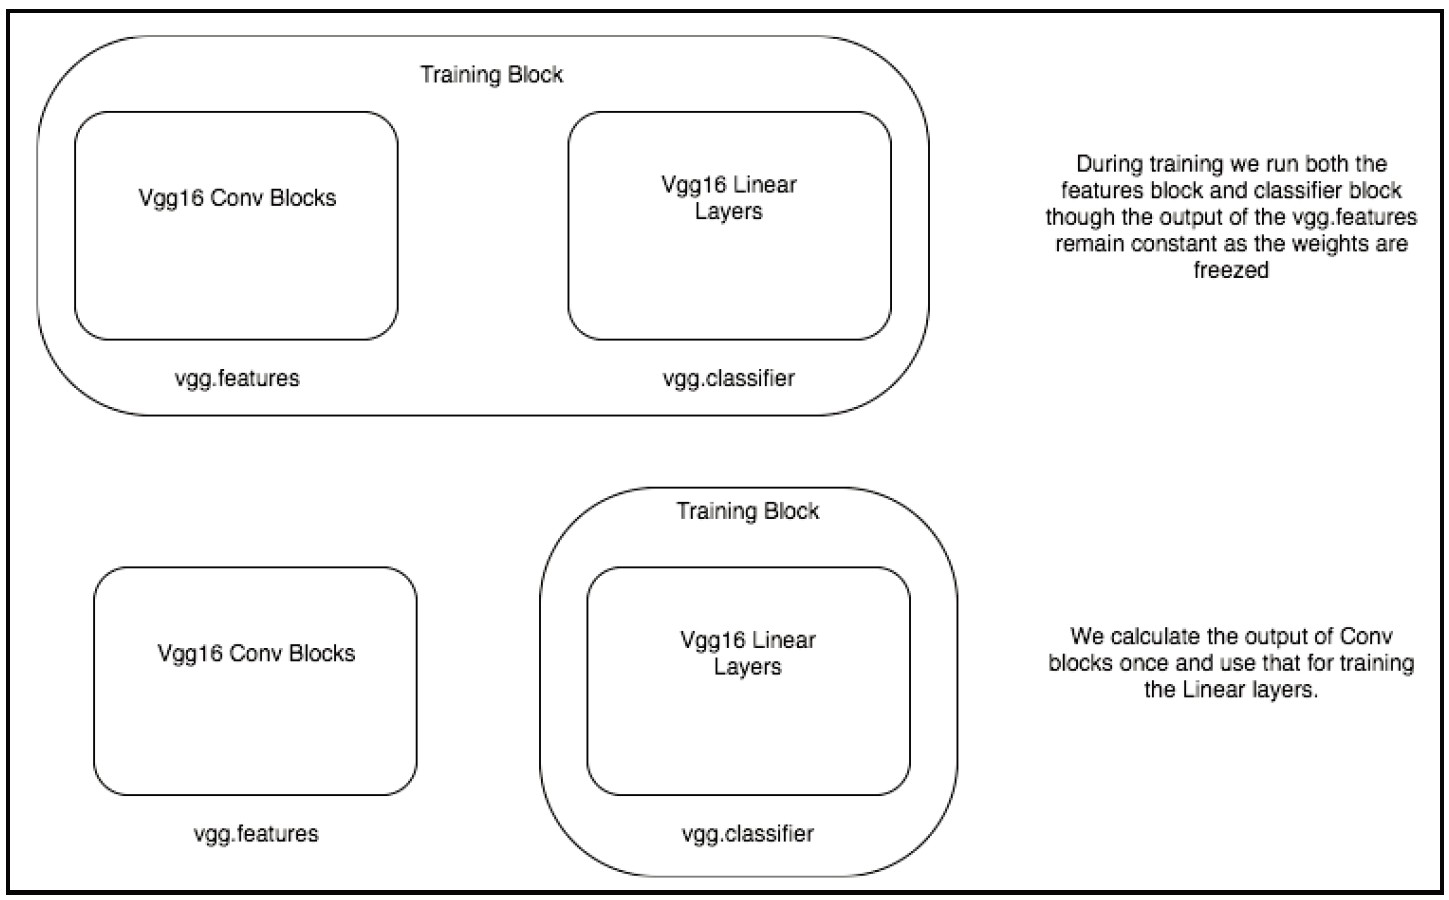 Training Block
Vgg16 Conv Blocks
Vgg16 Linear
Layers
vgg.features
vgg.classifier
During training we run both the
features block and classifier block
though the output of the vgg.features
remain constant as the weights are
freezed
Training Block
Vgg16 Conv Blocks
Vgg16 Linear
Layers
vgg.features
vgg.classifier
We calculate the output of Conv
blocks once and use that for training
the Linear layers.